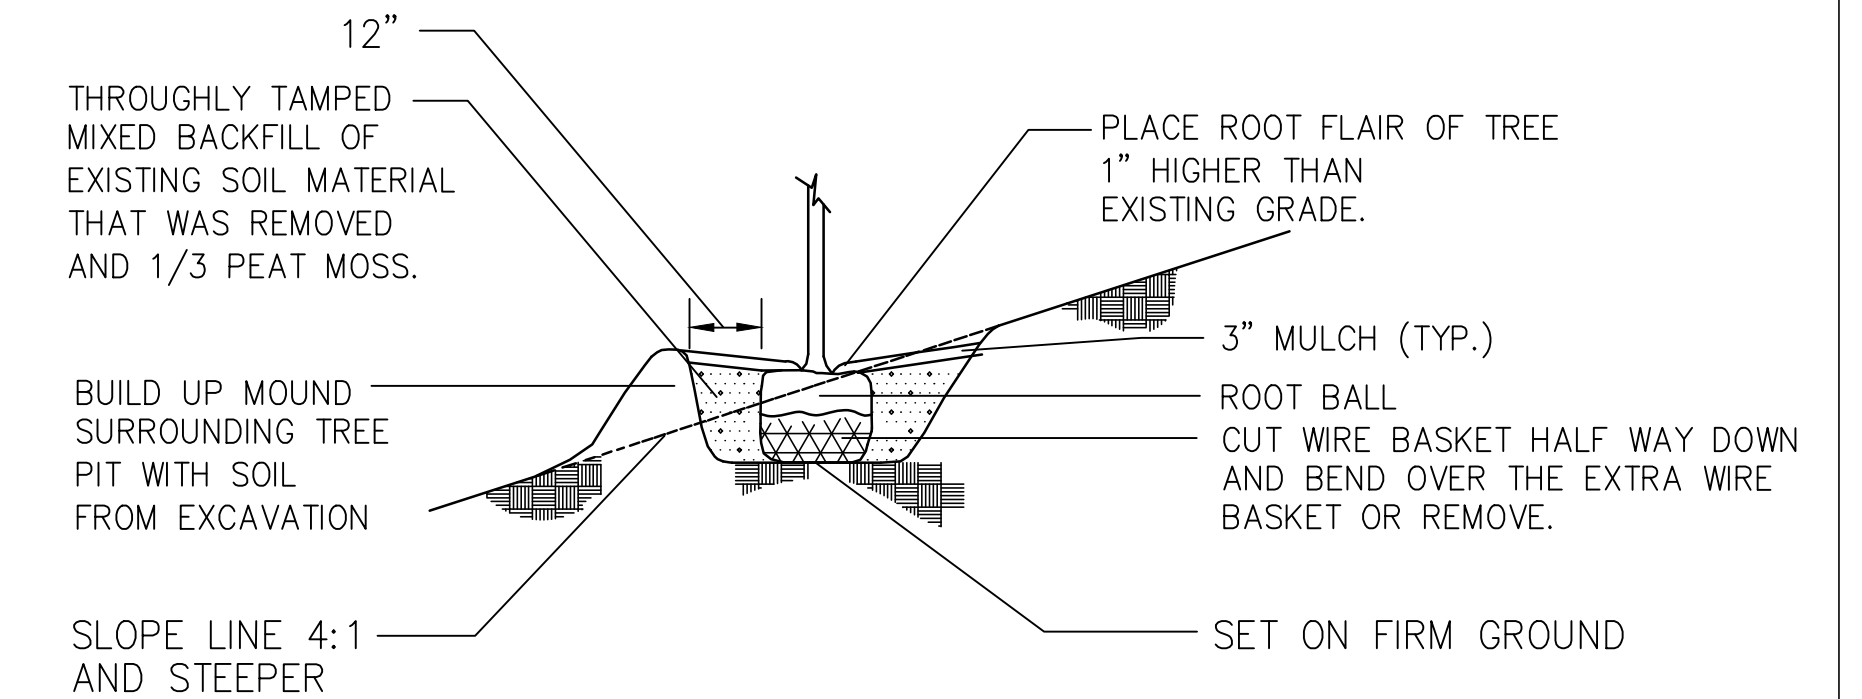 12”
THROUGHLY TAMPED
MIXED BACKFILL OF
EXISTING SOIL MATERIAL
THAT WAS REMOVED
AND 1/3 PEAT MOSS.
BUILD UP MOUND
SURROUNDING TREE
PIT WITH SOIL
FROM EXCAVATION
SLOPE LINE 4:1
AND STEEPER
PLACE ROOT FLAIR OF TREE
1” HIGHER THAN
EXISTING GRADE.
3” MULCH (TYP.)
ROOT BALL
CUT WIRE BASKET HALF WAY DOWN
AND BEND OVER THE EXTRA WIRE
BASKET OR REMOVE.
SET ON FIRM GROUND